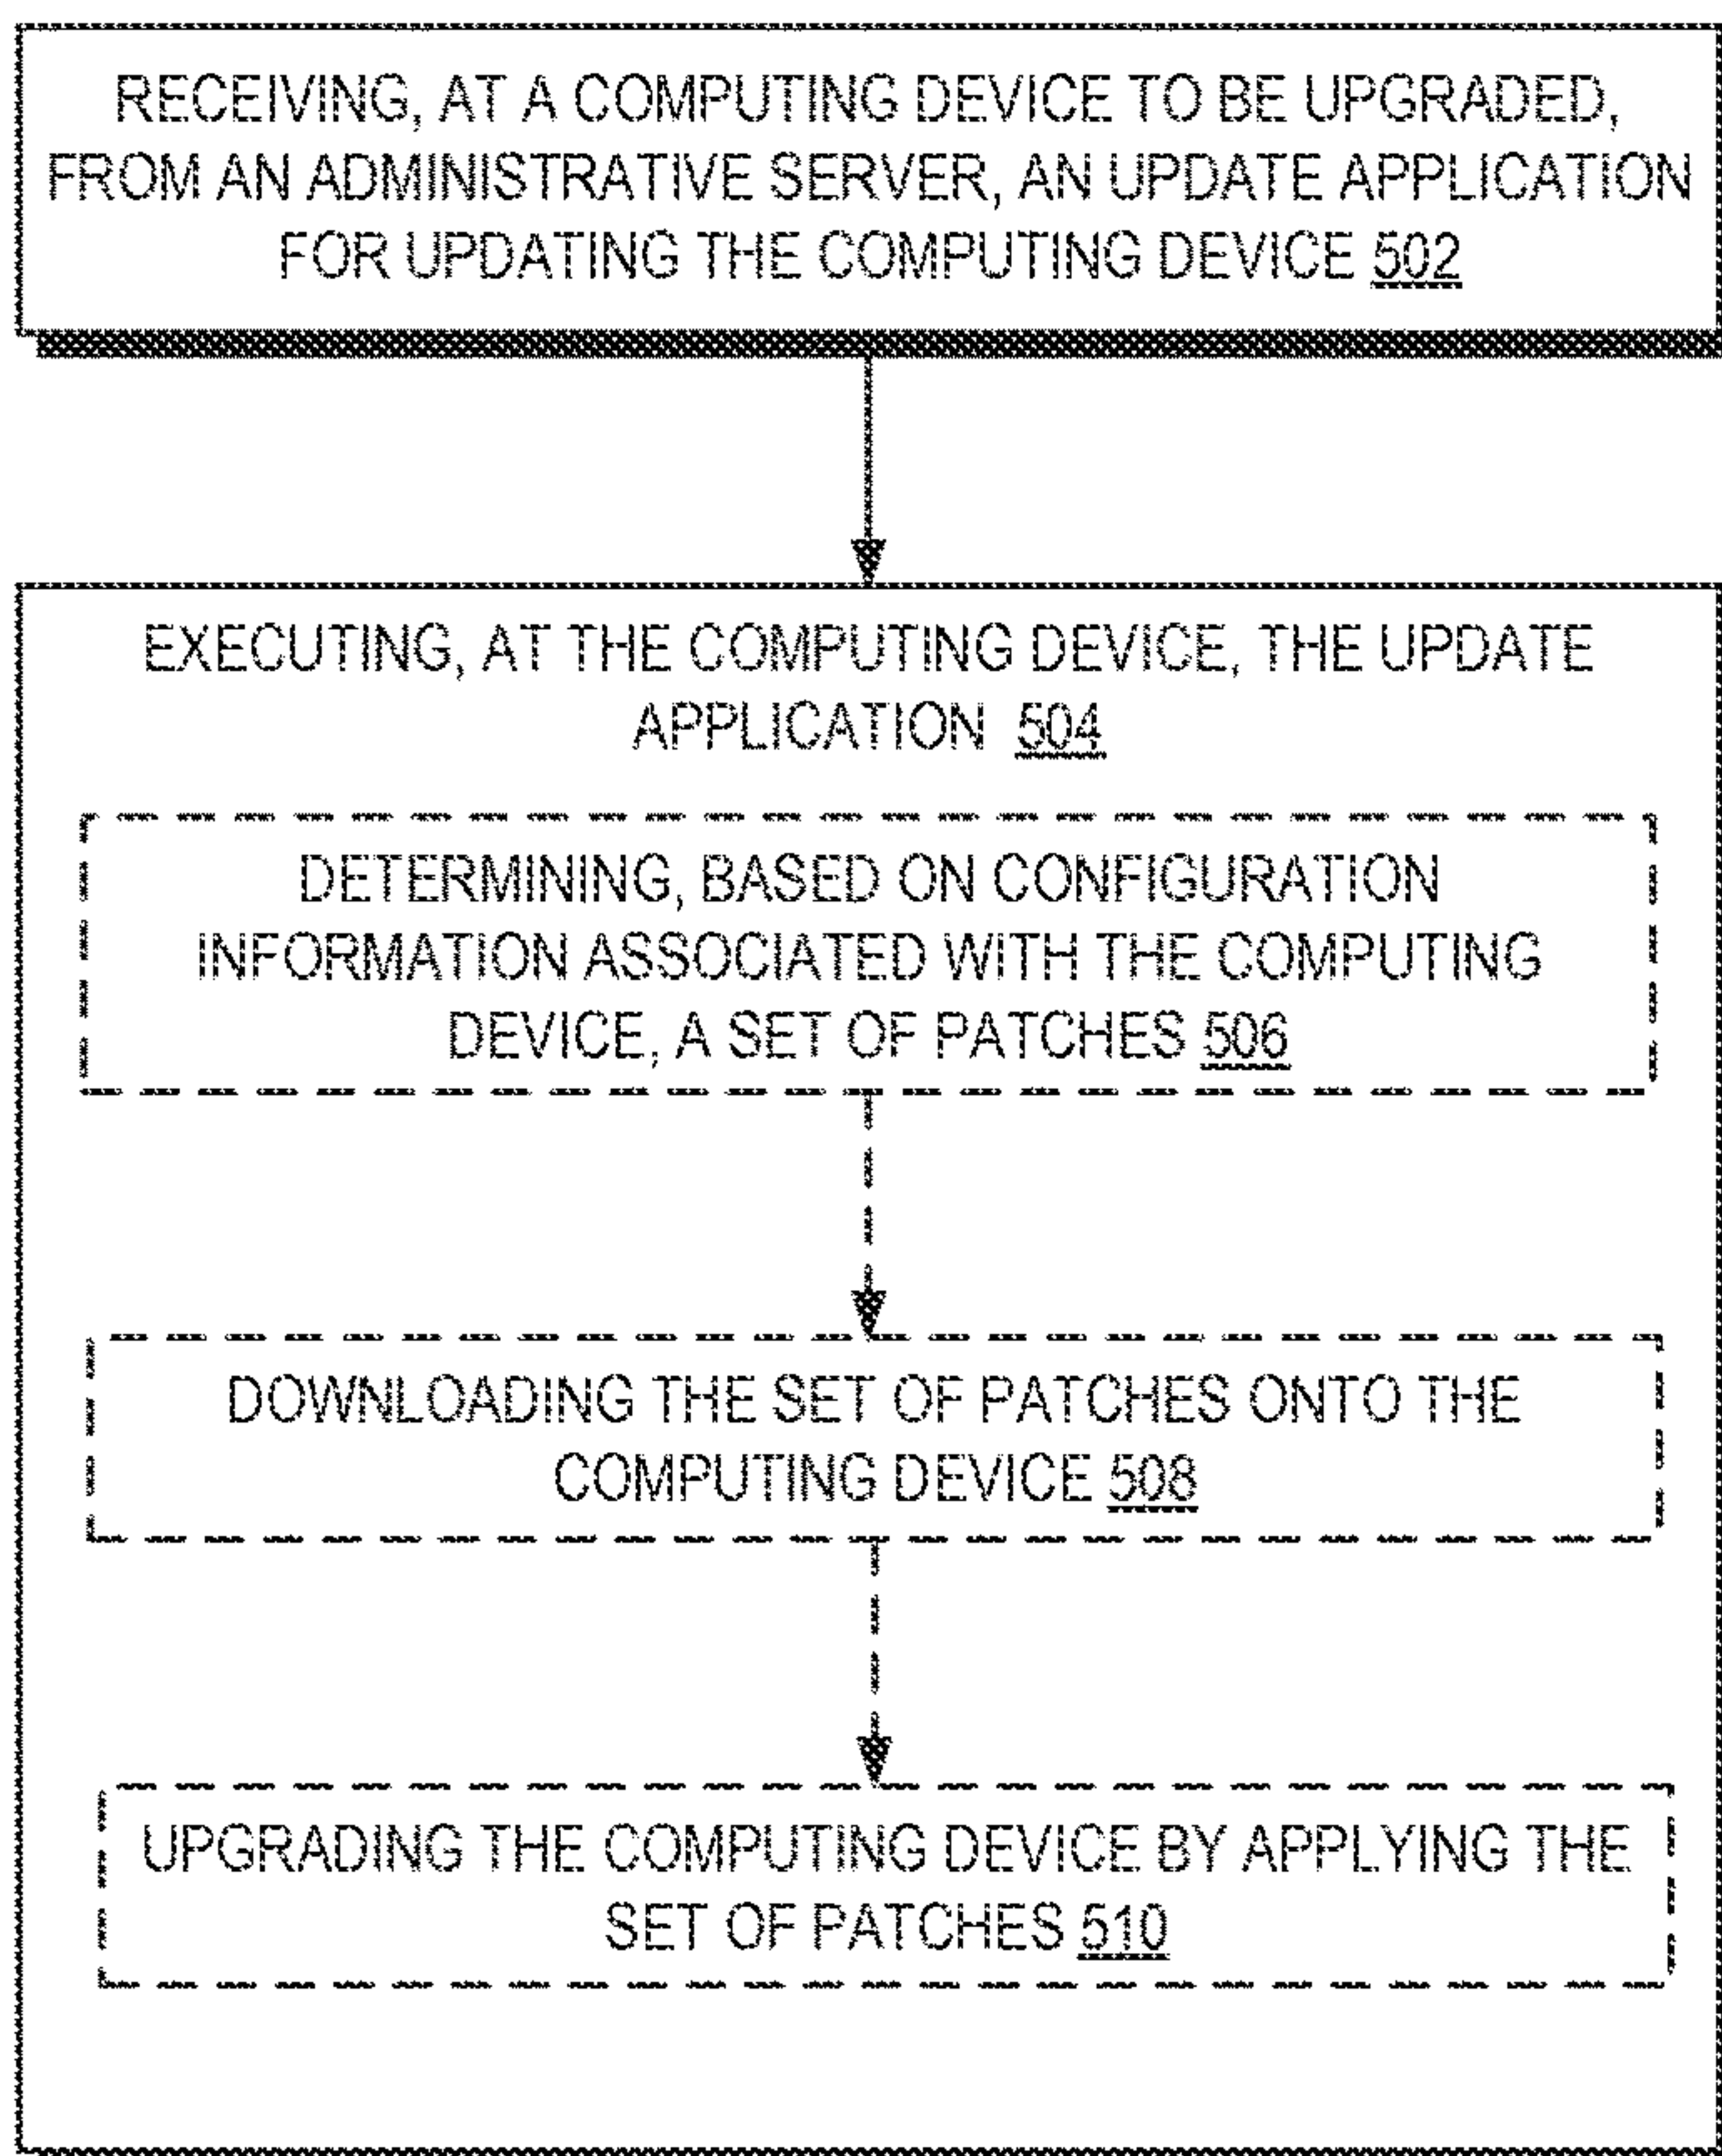 RECEIVING, AT A COMPUTING DEVICE TO BE UPGRADED,
FROM AN ADMINISTRATIVE SERVER, AN UPDATE APPLICATION
FOR UPDATING THE COMPUTING DEVICE 502
EXECUTING, AT THE COMPUTING DEVICE, THE UPDATE
APPLICATION 504
DETERMINING, BASED ON CONFIGURATION
INFORMATION ASSOCIATED WITH THE COMPUTING
DEVICE, A SET OF PATCHES 506
DOWNLOADING THE SET OF PATCHES ONTO THE
COMPUTING DEVICE 508
UPGRADING THE COMPUTING DEVICE BY APPLYING THE
SET OF PATCHES 510